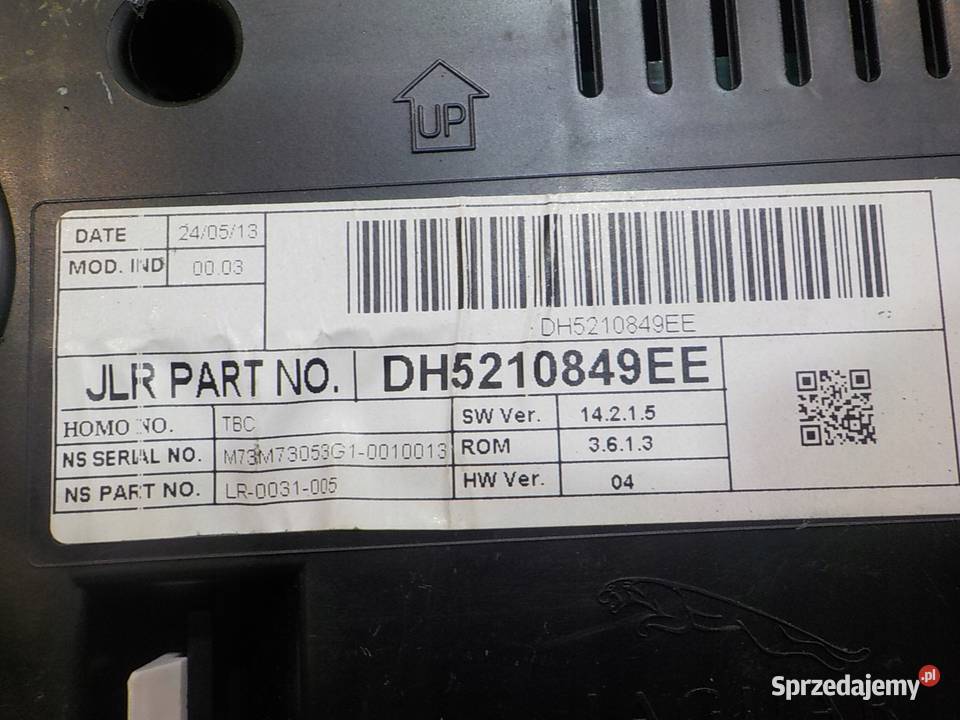 UP
DATE 24/05/13
MOD. IND 00.03
DH5210849EE
JLR PART NO. DH5210849EE
HOMO NO. TBC
NS SERIAL NO. M73M73053G1-0010013
NS PART NO. LR-0031-005
SW Ver. 14.2.1.5
ROM 3.6.1.3
HW Ver. 04
JAGUAR
Sprzedajemy.pl